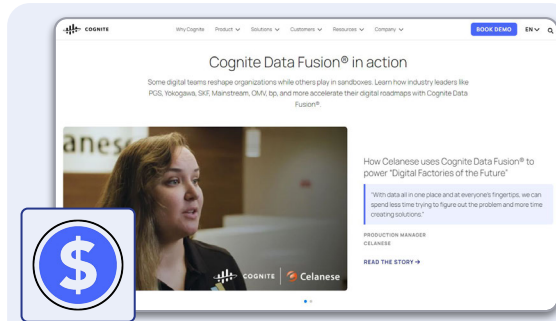 COGNITE
Why Cognite Product Solutions Customers Resources Company
BOOK DEMO EN
Cognite Data Fusion® in action
Some digital teams reshape organizations while others play in sandboxes. Learn how industry leaders like
PGS, Yokogawa, SKF, Mainstream, OMV, bp, and more accelerate their digital roadmaps with Cognite Data
Fusion®.
anes
COGNITE Celanese
How Celanese uses Cognite Data Fusion® to
power “Digital Factories of the Future”
"With data all in one place and at everyone's fingertips, we can
spend less time trying to figure out the problem and more time
creating solutions."
PRODUCTION MANAGER
CELANESE
READ THE STORY →
$